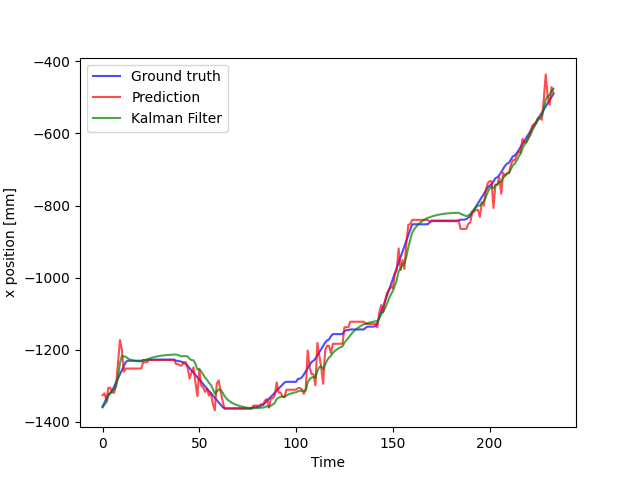 −400
−600
−800
−1000
−1200
−1400
0
50
100
150
200
Time
x position [mm]
Ground truth
Prediction
Kalman Filter